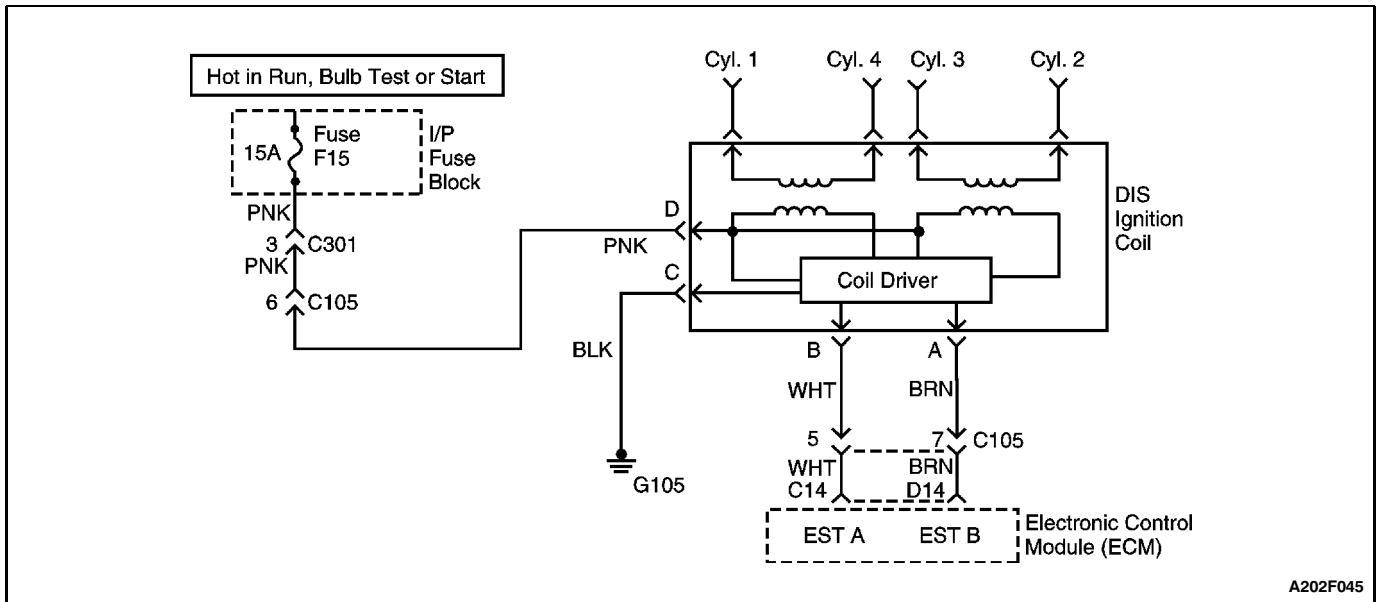 Hot in Run, Bulb Test or Start
15A
Fuse
F15
I/P
Fuse
Block
PNK
3
C301
PNK
6
C105
Cyl. 1
Cyl. 4
Cyl. 3
Cyl. 2
DIS
Ignition
Coil
D
PNK
C
Coil Driver
BLK
G105
B
A
WHT
BRN
5
7
C105
WHT
BRN
C14
D14
EST A
EST B
Electronic Control
Module (ECM)
A202F045